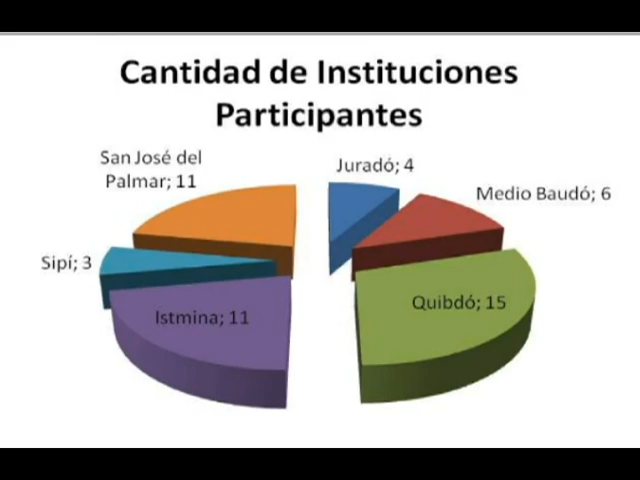 Cantidad de Instituciones
Participantes
San José del
Palmar; 11
Juradó; 4
Medio Baudó; 6
Sipí; 3
Istmina; 11
Quibdó; 15